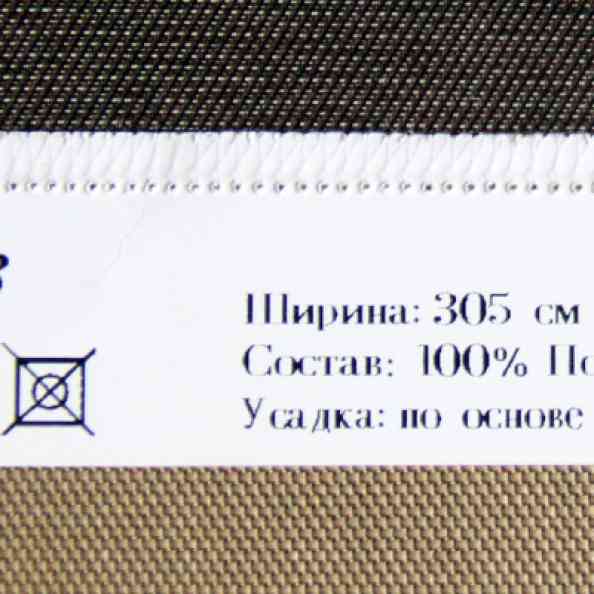 Ширина: 305 см
Состав: 100%
Усадка: по основе